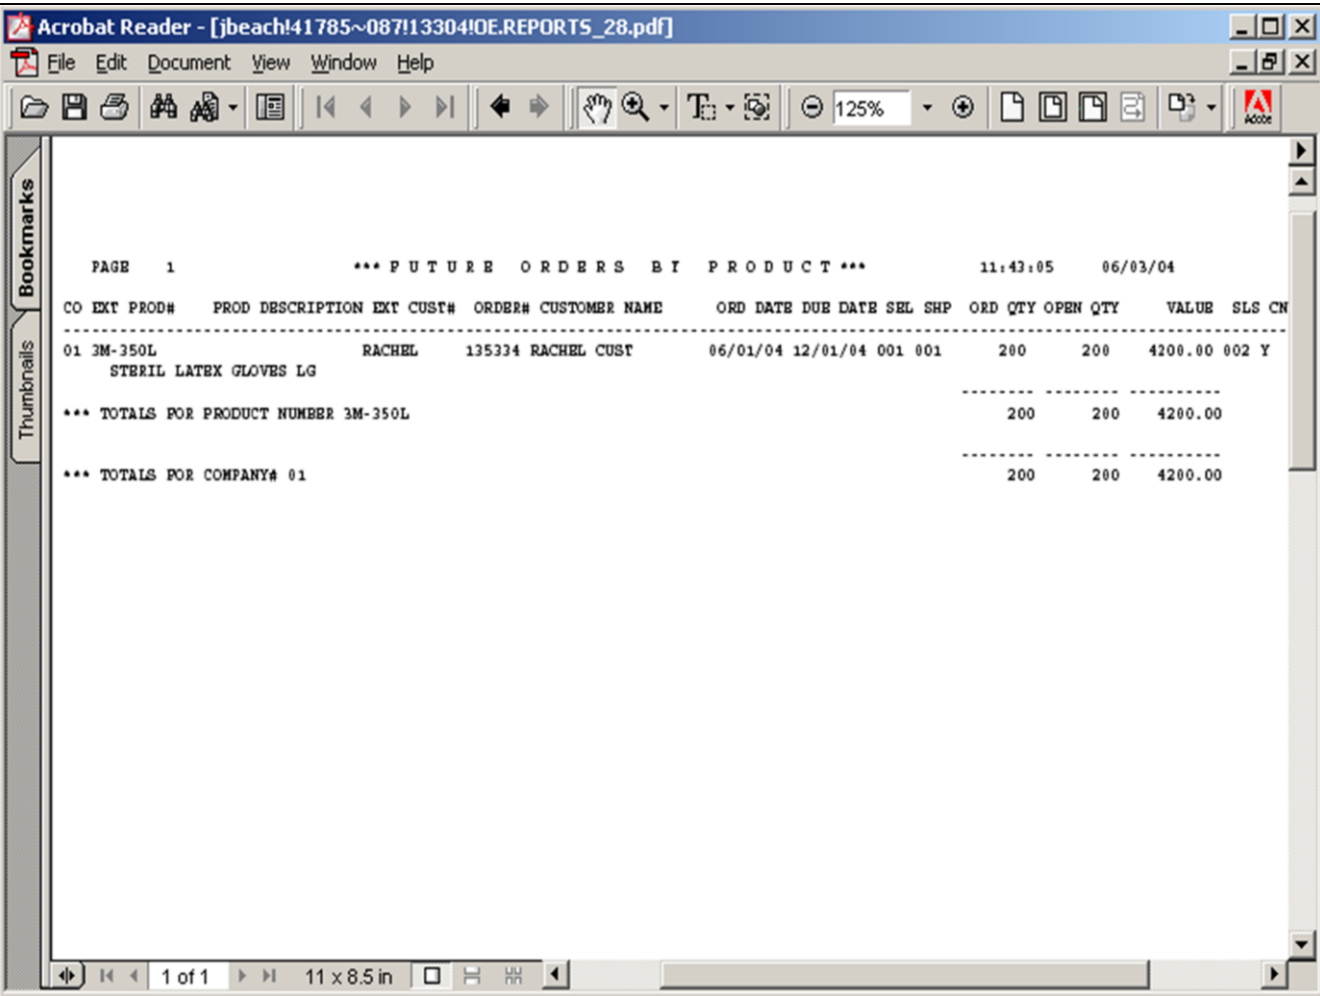 Acrobat Reader - [jbeach!41785~087!13304!OE.REPORTS_28.pdf]
File Edit Document View Window Help
125%
Adobe
Bookmarks
Thumbnails
PAGE 1 *** F U T U R E O R D E R S B Y P R O D U C T *** 11:43:05 06/03/04
CO EXT PROD# PROD DESCRIPTION EXT CUST# ORDER# CUSTOMER NAME ORD DATE DUE DATE SEL SHP ORD QTY OPEN QTY VALUE SLS CN
01 3M-350L RACHEL 135334 RACHEL CUST 06/01/04 12/01/04 001 001 200 200 4200.00 002 Y
STERIL LATEX GLOVES LG
*** TOTALS FOR PRODUCT NUMBER 3M-350L 200 200 4200.00
*** TOTALS FOR COMPANY# 01 200 200 4200.00
1 of 1 11 x 8.5 in